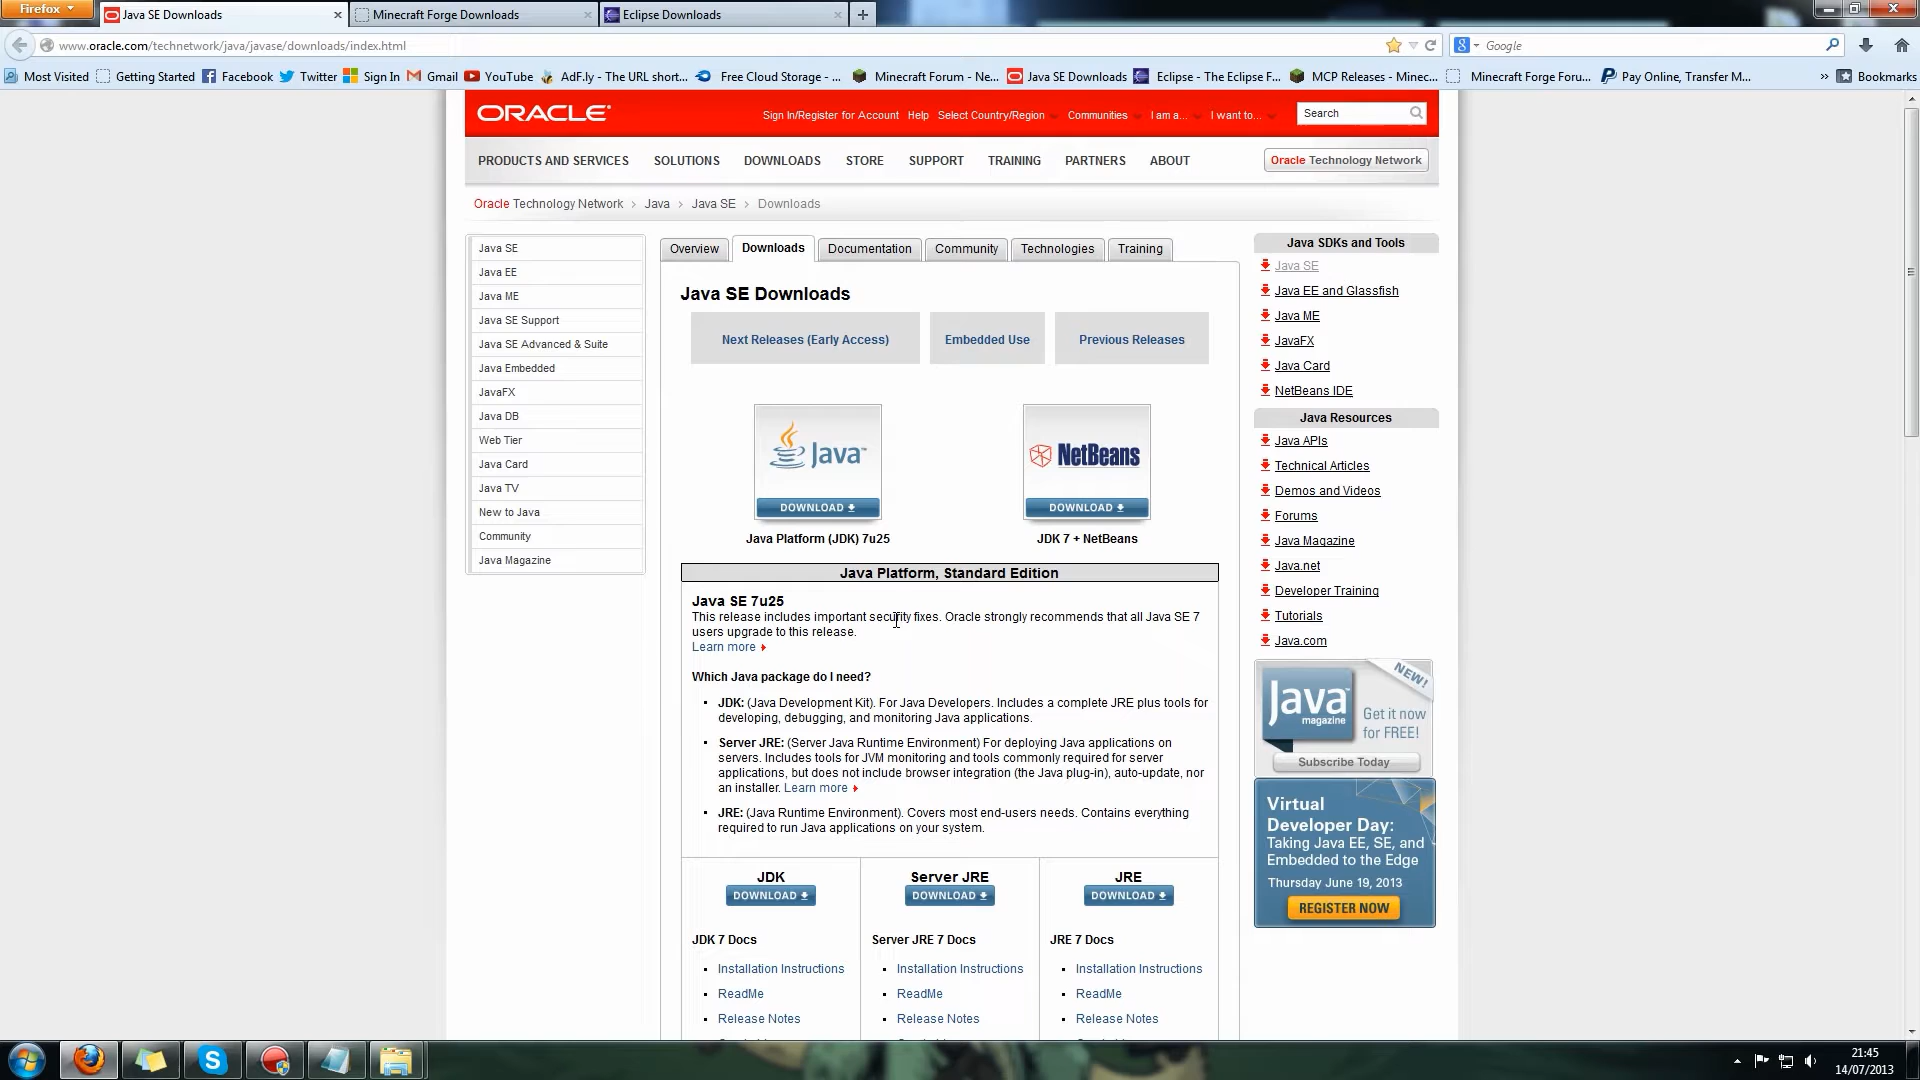 Firefox
Java SE Downloads
Minecraft Forge Downloads
Eclipse Downloads
www.oracle.com/technetwork/java/javase/downloads/index.html
Google
Most Visited
Getting Started
Facebook
Twitter
Sign In
Gmail
YouTube
AdF.ly - The URL short...
Free Cloud Storage - ...
Minecraft Forum - Ne...
Java SE Downloads
Eclipse - The Eclipse F...
MCP Releases - Minec...
Minecraft Forge Foru...
Pay Online, Transfer M...
Bookmarks
ORACLE
Sign In/Register for Account
Help
Select Country/Region
Communities
I am a...
I want to...
Search
PRODUCTS AND SERVICES
SOLUTIONS
DOWNLOADS
STORE
SUPPORT
TRAINING
PARTNERS
ABOUT
Oracle Technology Network
Oracle Technology Network > Java > Java SE > Downloads
Java SE
Java EE
Java ME
Java SE Support
Java SE Advanced & Suite
Java Embedded
JavaFX
Java DB
Web Tier
Java Card
Java TV
New to Java
Community
Java Magazine
Overview
Downloads
Documentation
Community
Technologies
Training
Java SE Downloads
Next Releases (Early Access)
Embedded Use
Previous Releases
Java
DOWNLOAD
Java Platform (JDK) 7u25
NetBeans
DOWNLOAD
JDK 7 + NetBeans
Java Platform, Standard Edition
Java SE 7u25
This release includes important security fixes. Oracle strongly recommends that all Java SE 7
users upgrade to this release.
Learn more
Which Java package do I need?
JDK: (Java Development Kit). For Java Developers. Includes a complete JRE plus tools for
developing, debugging, and monitoring Java applications.
Server JRE: (Server Java Runtime Environment) For deploying Java applications on
servers. Includes tools for JVM monitoring and tools commonly required for server
applications, but does not include browser integration (the Java plug-in), auto-update, nor
an installer. Learn more
JRE: (Java Runtime Environment). Covers most end-users needs. Contains everything
required to run Java applications on your system.
JDK
DOWNLOAD
JDK 7 Docs
Installation Instructions
ReadMe
Release Notes
Server JRE
DOWNLOAD
Server JRE 7 Docs
Installation Instructions
ReadMe
Release Notes
JRE
DOWNLOAD
JRE 7 Docs
Installation Instructions
ReadMe
Release Notes
Java SDKs and Tools
Java SE
Java EE and Glassfish
Java ME
JavaFX
Java Card
NetBeans IDE
Java Resources
Java APIs
Technical Articles
Demos and Videos
Forums
Java Magazine
Java.net
Developer Training
Tutorials
Java.com
NEW!
Java
magazine
Get it now
for FREE!
Subscribe Today
Virtual
Developer Day:
Taking Java EE, SE, and
Embedded to the Edge
Thursday June 19, 2013
REGISTER NOW
21:45
14/07/2013